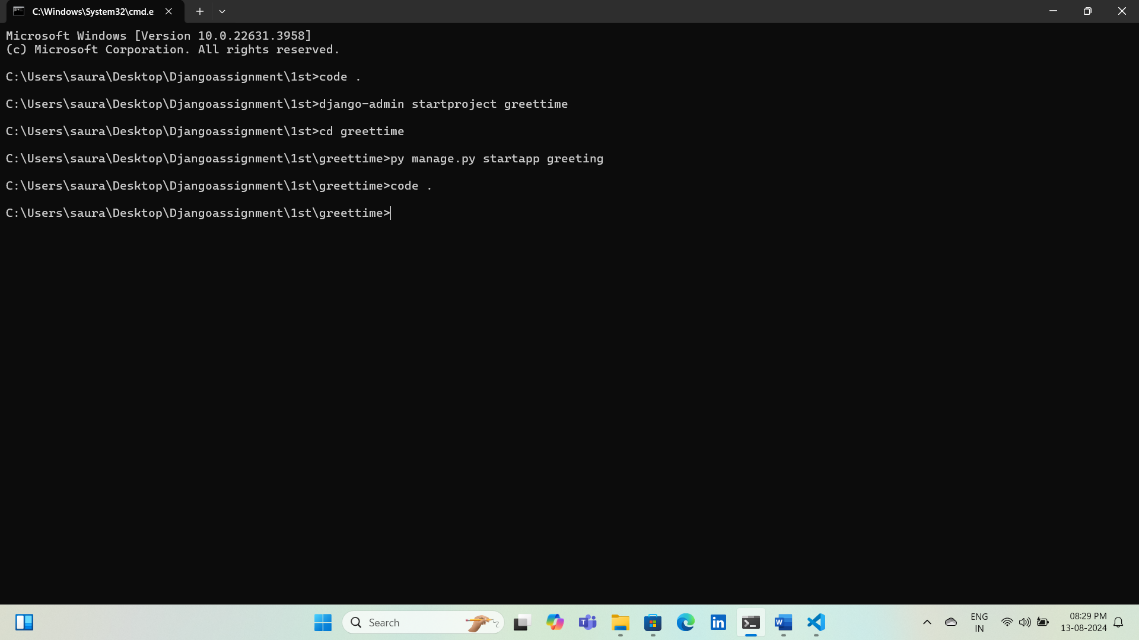 C:\Windows\System32\cmd.e
Microsoft Windows [Version 10.0.22631.3958]
(c) Microsoft Corporation. All rights reserved.
C:\Users\saura\Desktop\Djangoassignment\1st>code .
C:\Users\saura\Desktop\Djangoassignment\1st>django-admin startproject greettime
C:\Users\saura\Desktop\Djangoassignment\1st>cd greettime
C:\Users\saura\Desktop\Djangoassignment\1st\greettime>py manage.py startapp greeting
C:\Users\saura\Desktop\Djangoassignment\1st\greettime>code .
C:\Users\saura\Desktop\Djangoassignment\1st\greettime>
Search
ENG
IN
08:29 PM
13-08-2024